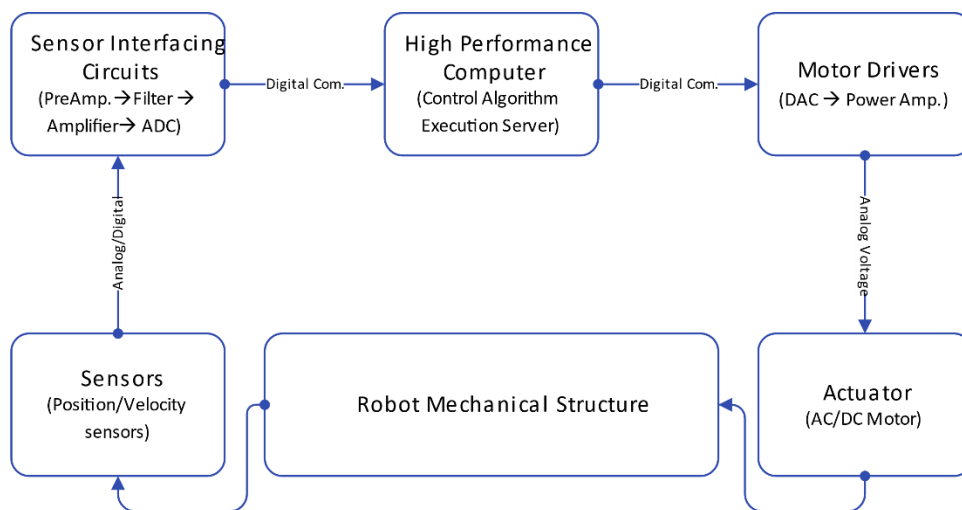 Sensor Interfacing
Circuits
(PreAmp.→Filter→
Amplifier→ ADC)
Digital Com.
High Performance
Computer
(Control Algorithm
Execution Server)
Digital Com.
Motor Drivers
(DAC → Power Amp.)
Analog/Digital
Analog Voltage
Sensors
(Position/Velocity
sensors)
Robot Mechanical Structure
Actuator
(AC/DC Motor)